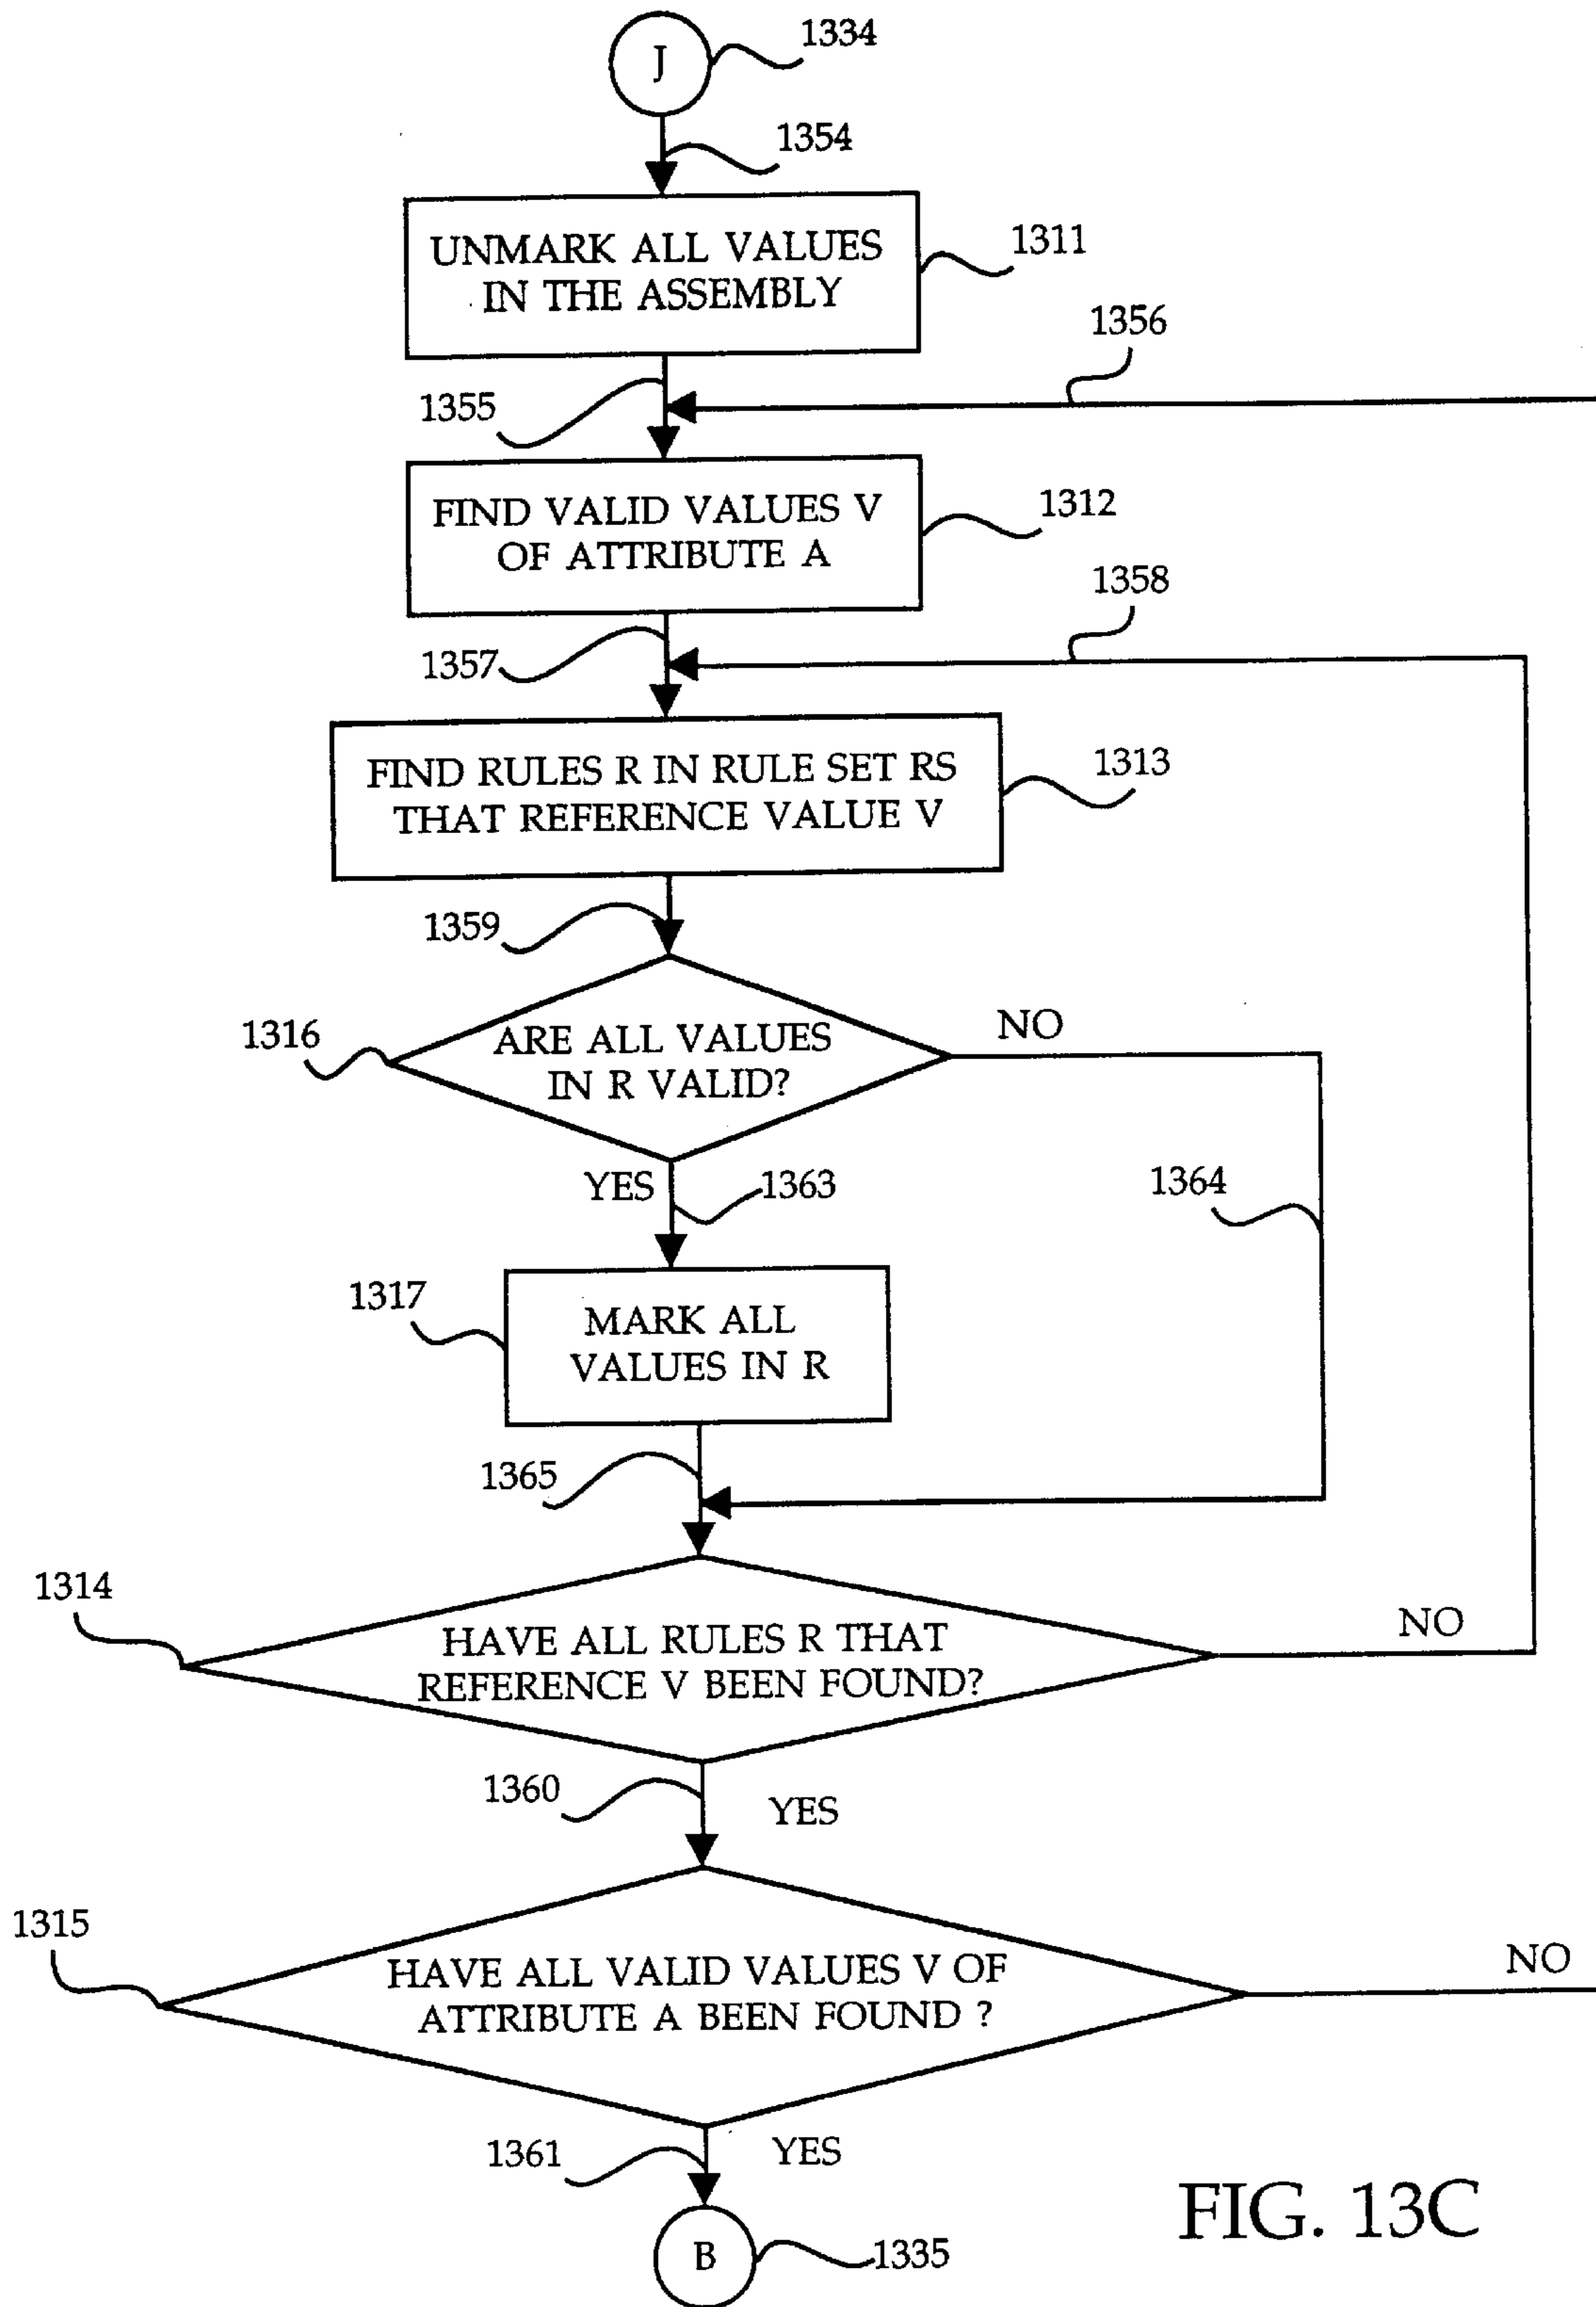 J
1334
1354
UNMARK ALL VALUES
IN THE ASSEMBLY
1311
1356
1355
FIND VALID VALUES V
OF ATTRIBUTE A
1312
1358
1357
FIND RULES R IN RULE SET RS
THAT REFERENCE VALUE V
1313
1359
1316
ARE ALL VALUES
IN R VALID?
NO
YES
1363
1364
1317
MARK ALL
VALUES IN R
1365
1314
HAVE ALL RULES R THAT
REFERENCE V BEEN FOUND?
NO
1360
YES
1315
HAVE ALL VALID VALUES V OF
ATTRIBUTE A BEEN FOUND ?
NO
1361
YES
B
1335
FIG. 13C